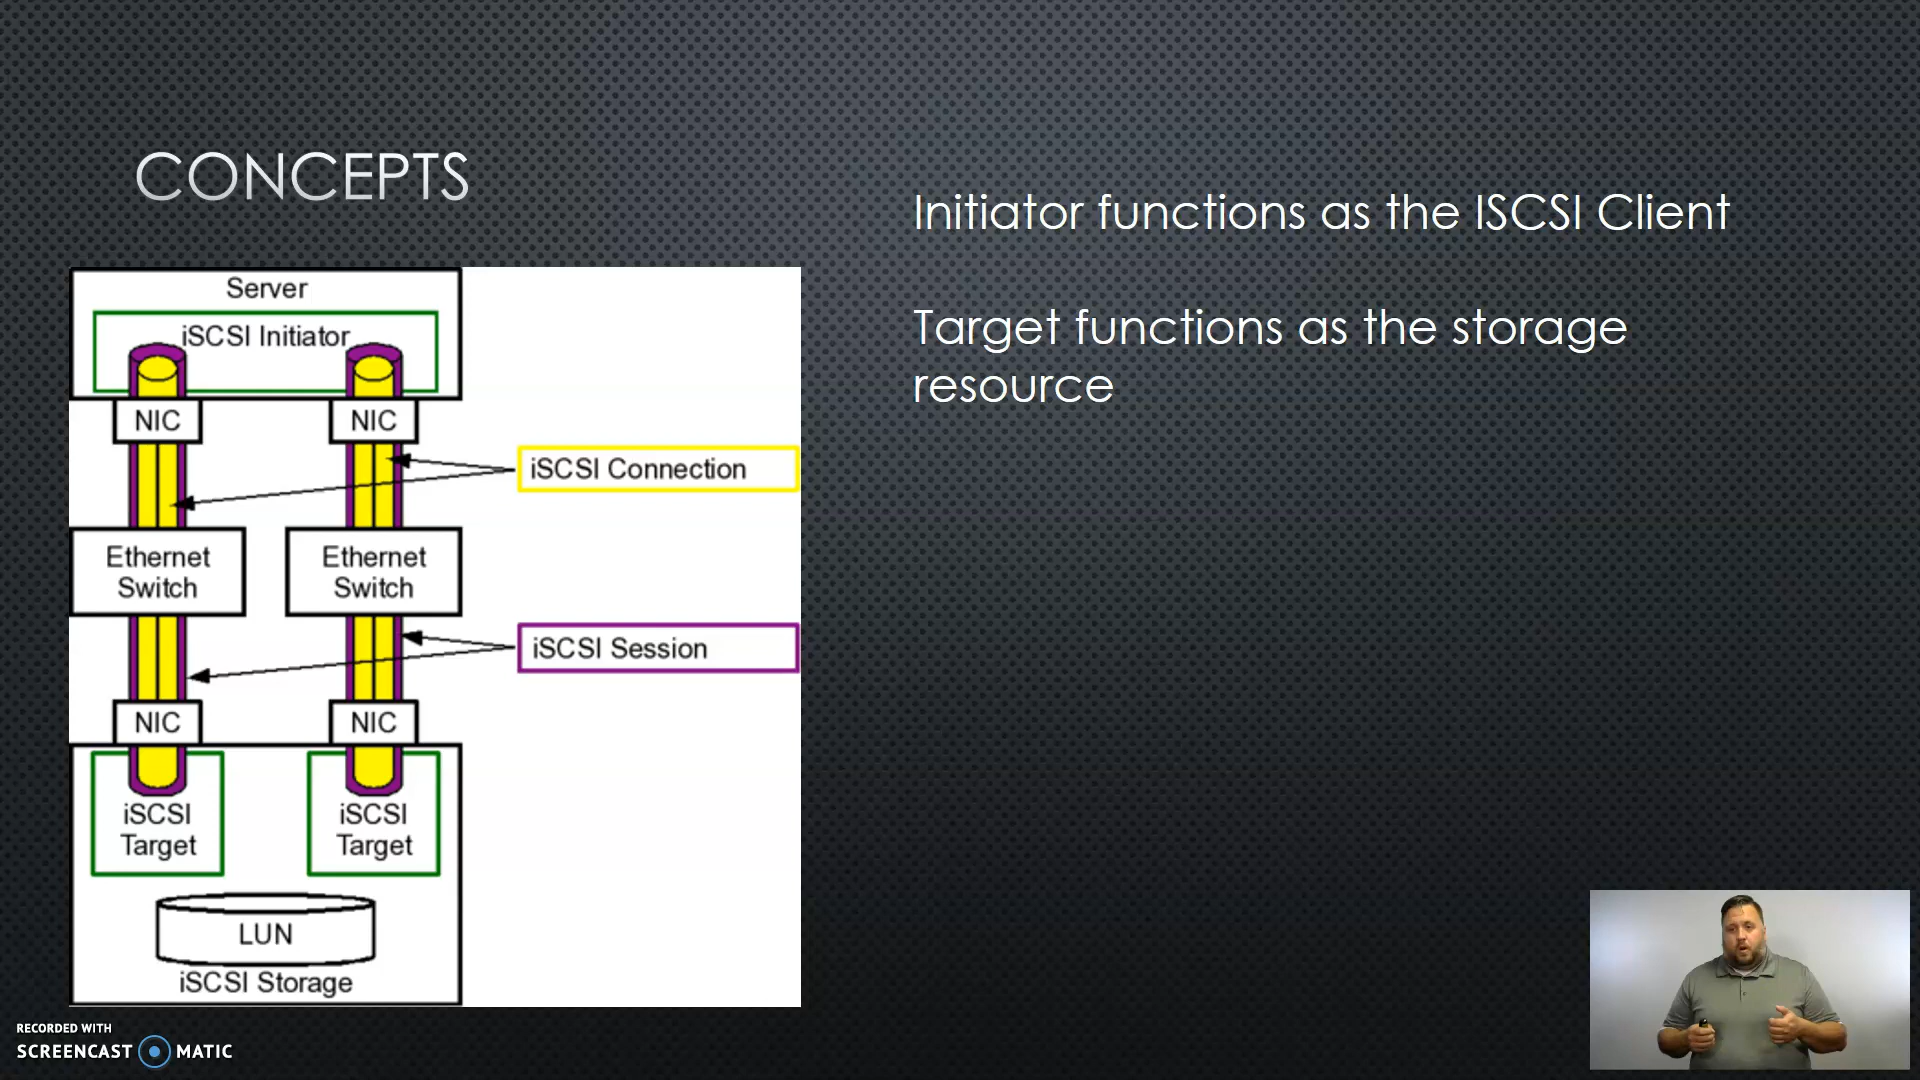 CONCEPTS
Initiator functions as the ISCSI Client
Target functions as the storage
resource
Server
iSCSI Initiator
NIC
NIC
iSCSI Connection
Ethernet
Switch
Ethernet
Switch
iSCSI Session
NIC
NIC
iSCSI
Target
iSCSI
Target
LUN
iSCSI Storage
RECORDED WITH
SCREENCAST MATIC